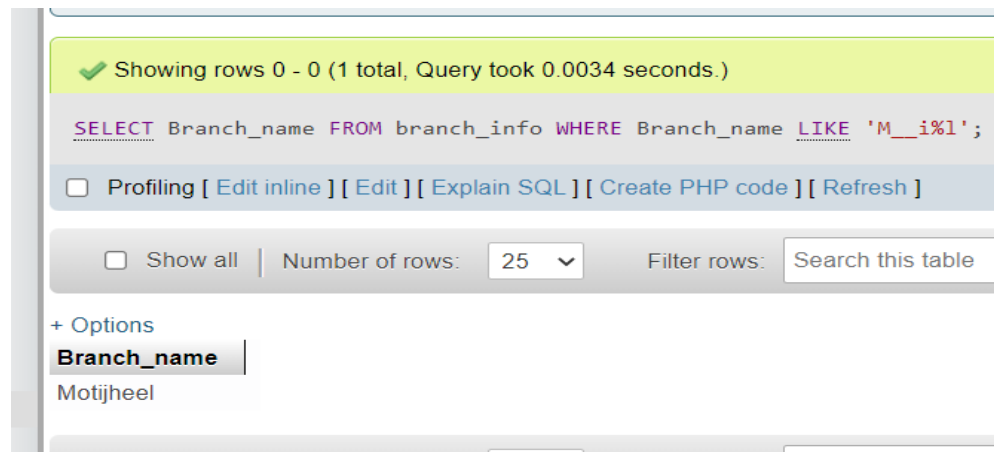 Showing rows 0 - 0 (1 total, Query took 0.0034 seconds.)
SELECT Branch_name FROM branch_info WHERE Branch_name LIKE 'M__i%l';
Profiling [ Edit inline ] [ Edit ] [ Explain SQL ] [ Create PHP code ] [ Refresh ]
Show all | Number of rows: 25 Filter rows: Search this table
+ Options
Branch_name
Motijheel